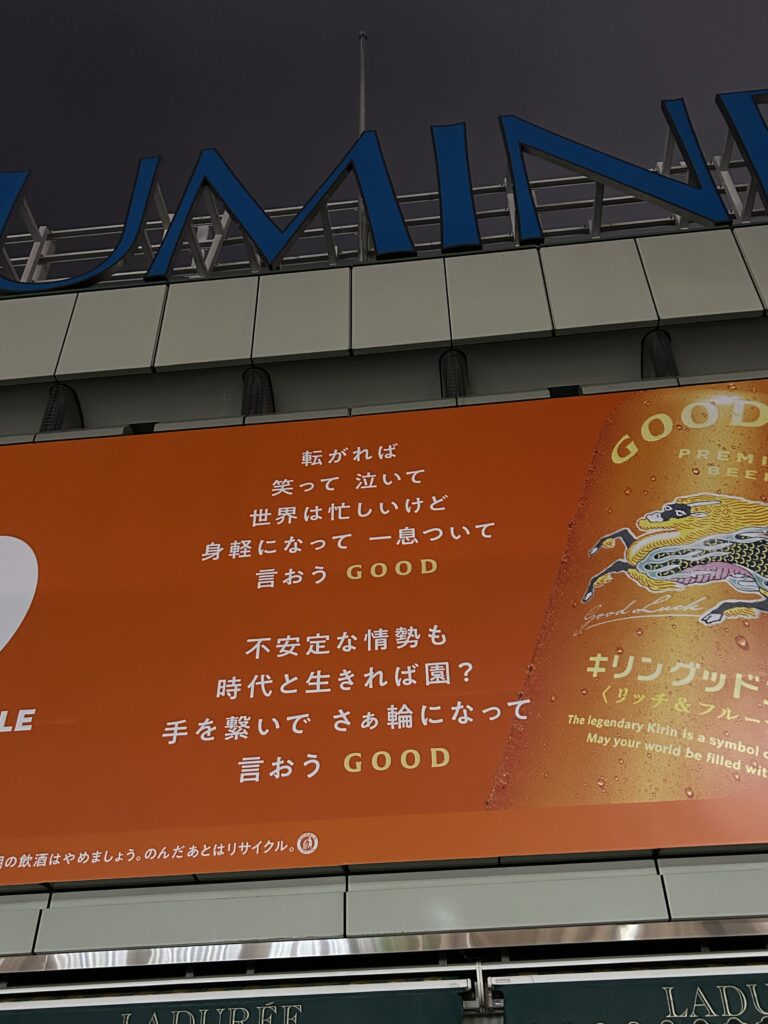 UMINE
転がれば
笑って 泣いて
世界は忙しいけど
身軽になって 一息ついて
言おう GOOD
不安定な情勢も
時代と生きれば園?
手を繋いで さぁ輪になって
言おう GOOD
GOOD
PREMI
BEER
Good Luck
キリングッド
〈リッチ&フルー
The legendary Kirin is a symbol o
May your world be filled wit
LE
の飲酒はやめましょう。のんだあとはリサイクル。
LADURÉE
LADU